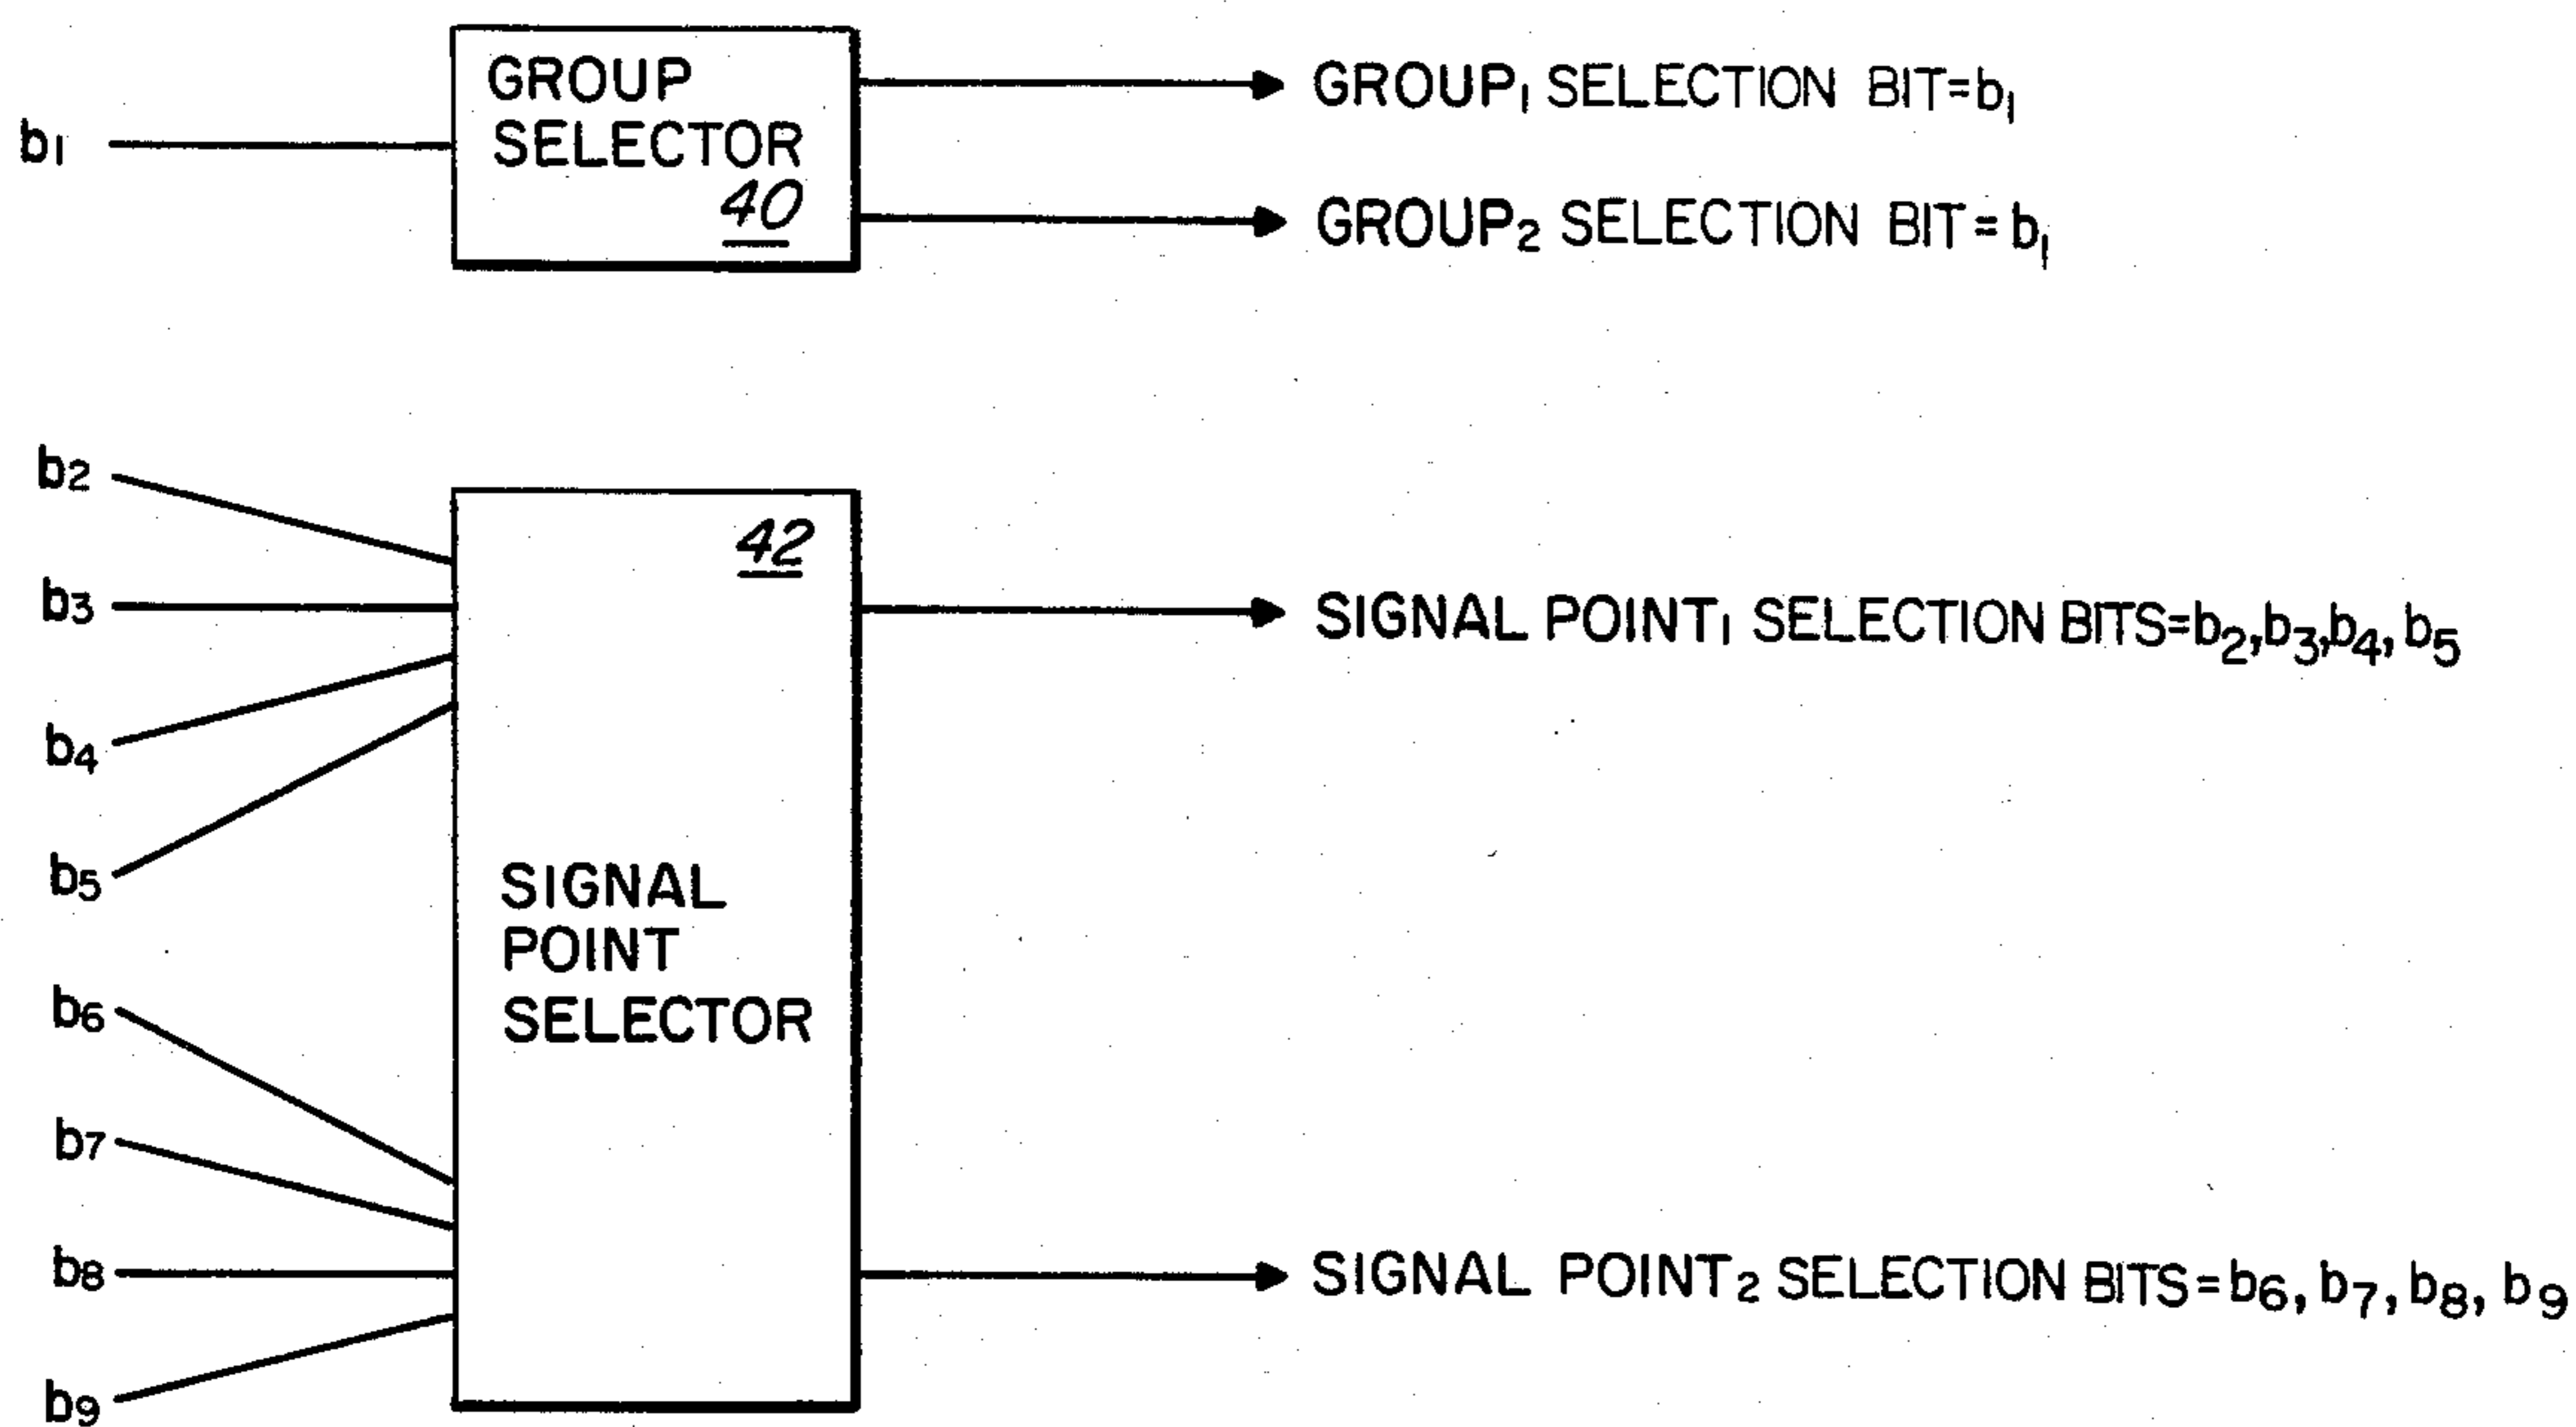 b₁
GROUP
SELECTOR
40
GROUP₁ SELECTION BIT=b₁
GROUP₂ SELECTION BIT=b₁
b₂
b₃
b₄
b₅
b₆
b₇
b₈
b₉
42
SIGNAL
POINT
SELECTOR
SIGNAL POINT₁ SELECTION BITS=b₂,b₃,b₄,b₅
SIGNAL POINT₂ SELECTION BITS=b₆,b₇,b₈,b₉